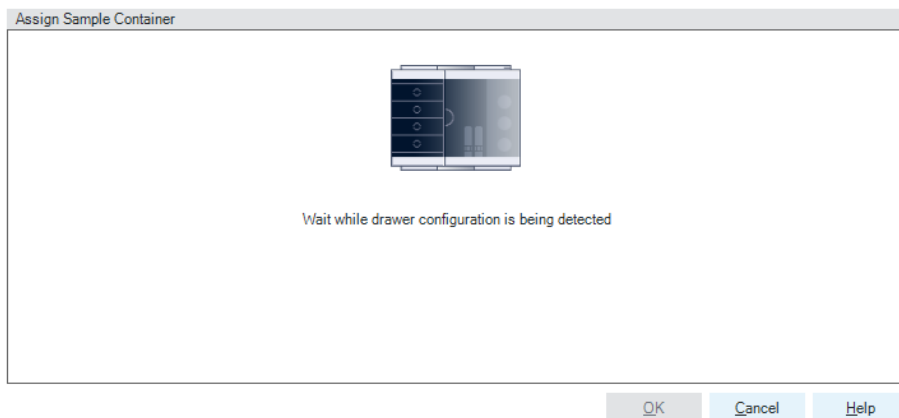 Assign Sample Container
Wait while drawer configuration is being detected
OK
Cancel
Help